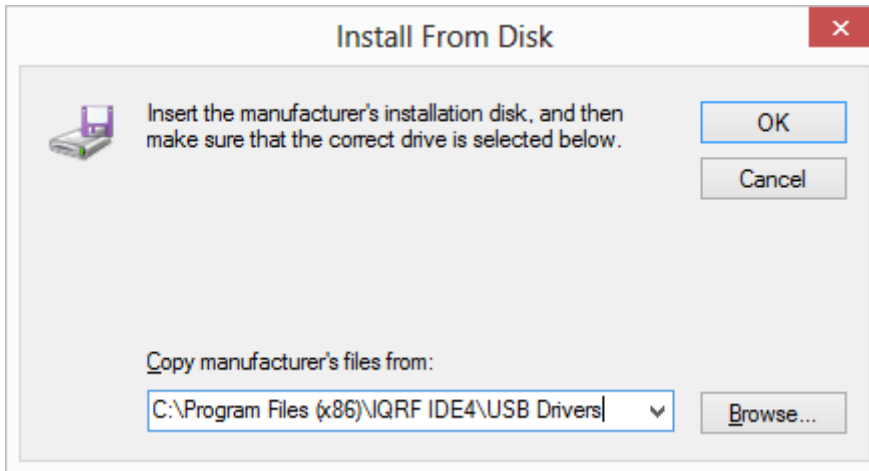 Install From Disk
Insert the manufacturer's installation disk, and then
make sure that the correct drive is selected below.
OK
Cancel
Copy manufacturer's files from:
C:\Program Files (x86)\IQRF IDE4\USB Drivers
Browse...